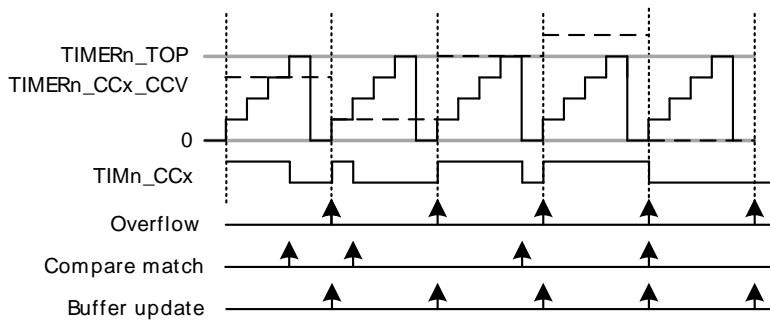 TIMERn_TOP
TIMERn_CCx_CCV
0
TIMn_CCx
Overflow
Compare match
Buffer update